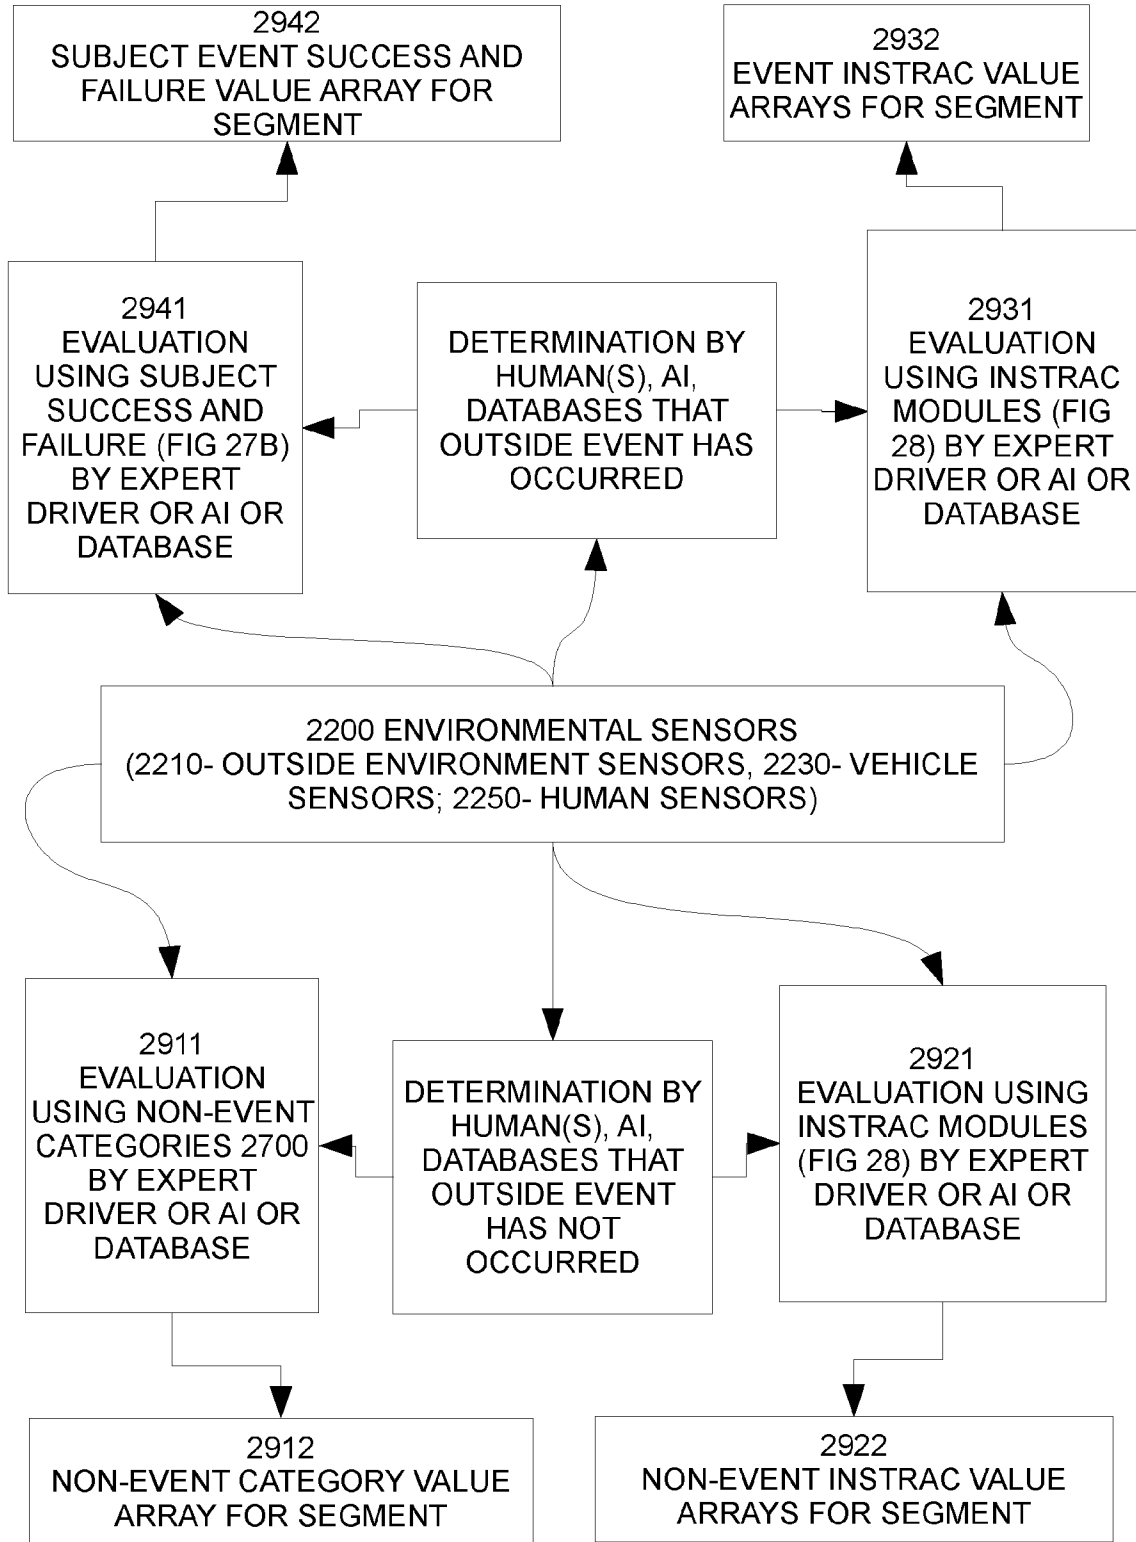 2942
SUBJECT EVENT SUCCESS AND
FAILURE VALUE ARRAY FOR
SEGMENT
2932
EVENT INSTRAC VALUE
ARRAYS FOR SEGMENT
2941
EVALUATION
USING SUBJECT
SUCCESS AND
FAILURE (FIG 27B)
BY EXPERT
DRIVER OR AI OR
DATABASE
DETERMINATION BY
HUMAN(S), AI,
DATABASES THAT
OUTSIDE EVENT HAS
OCCURRED
2931
EVALUATION
USING INSTRAC
MODULES (FIG
28) BY EXPERT
DRIVER OR AI OR
DATABASE
2200 ENVIRONMENTAL SENSORS
(2210- OUTSIDE ENVIRONMENT SENSORS, 2230- VEHICLE
SENSORS; 2250- HUMAN SENSORS)
2911
EVALUATION
USING NON-EVENT
CATEGORIES 2700
BY EXPERT
DRIVER OR AI OR
DATABASE
DETERMINATION BY
HUMAN(S), AI,
DATABASES THAT
OUTSIDE EVENT
HAS NOT
OCCURRED
2921
EVALUATION USING
INSTRAC MODULES
(FIG 28) BY EXPERT
DRIVER OR AI OR
DATABASE
2912
NON-EVENT CATEGORY VALUE
ARRAY FOR SEGMENT
2922
NON-EVENT INSTRAC VALUE
ARRAYS FOR SEGMENT